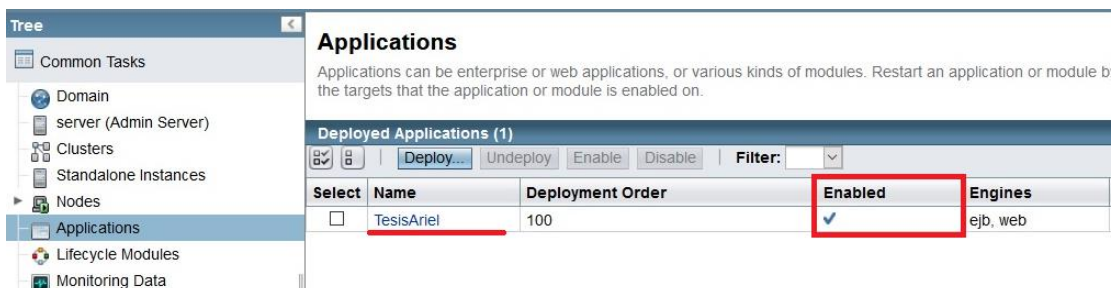 Tree
Common Tasks
Domain
server (Admin Server)
Clusters
Standalone Instances
Nodes
Applications
Lifecycle Modules
Monitoring Data
Applications
Applications can be enterprise or web applications, or various kinds of modules. Restart an application or module b
the targets that the application or module is enabled on.
Deployed Applications (1)
Deploy... Undeploy Enable Disable Filter:
Select Name Deployment Order Enabled Engines
TesisAriel 100 ejb, web